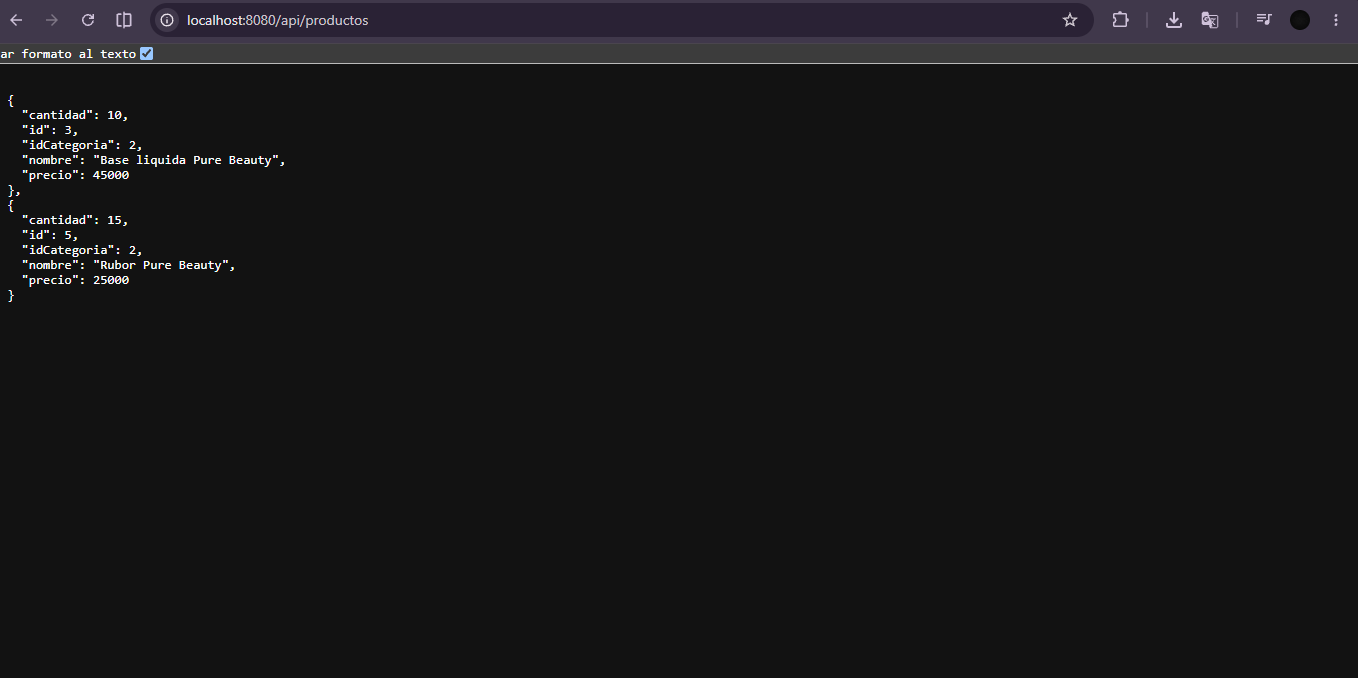 localhost:8080/api/productos
ar formato al texto
{
"cantidad": 10,
"id": 3,
"idCategoria": 2,
"nombre": "Base liquida Pure Beauty",
"precio": 45000
},
{
"cantidad": 15,
"id": 5,
"idCategoria": 2,
"nombre": "Rubor Pure Beauty",
"precio": 25000
}